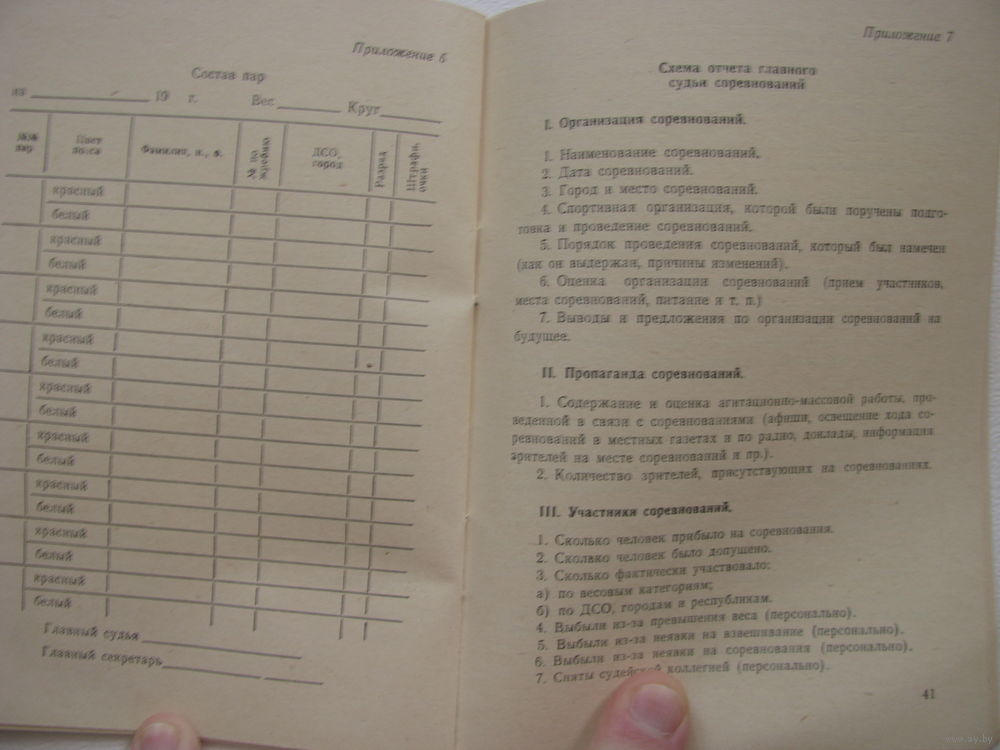 Приложение 6
Состав пар
на 19 г. Вес Круг
№№ пар
Цвет пояса
Фамилия, и., о.
№ по жребию
ДСО, город
Разряд
Штрафн. очки
красный
белый
красный
белый
красный
белый
красный
белый
красный
белый
красный
белый
красный
белый
красный
белый
красный
белый
Главный судья
Главный секретарь
Приложение 7
Схема отчета главного
судьи соревнований
I. Организация соревнований.
1. Наименование соревнований.
2. Дата соревнований.
3. Город и место соревнований.
4. Спортивная организация, которой были поручены подго-
товка и проведение соревнований.
5. Порядок проведения соревнований, который был намечен
(как он выдержан, причины изменений).
6. Оценка организации соревнований (прием участников,
места соревнований, питание и т. п.)
7. Выводы и предложения по организации соревнований на
будущее.
II. Пропаганда соревнований.
1. Содержание и оценка агитационно-массовой работы, про-
веденной в связи с соревнованиями (афиши, освещение хода со-
ревнований в местных газетах и по радио, доклады, информация
зрителей на месте соревнований и пр.).
2. Количество зрителей, присутствующих на соревнованиях.
III. Участники соревнований.
1. Сколько человек прибыло на соревнования.
2. Сколько человек было допущено.
3. Сколько фактически участвовало:
а) по весовым категориям;
б) по ДСО, городам и республикам.
4. Выбыли из-за превышения веса (персонально).
5. Выбыли из-за неявки на взвешивание (персонально).
6. Выбыли из-за неявки на соревнования (персонально).
7. Сняты судейской коллегией (персонально).
41
www.ay.by